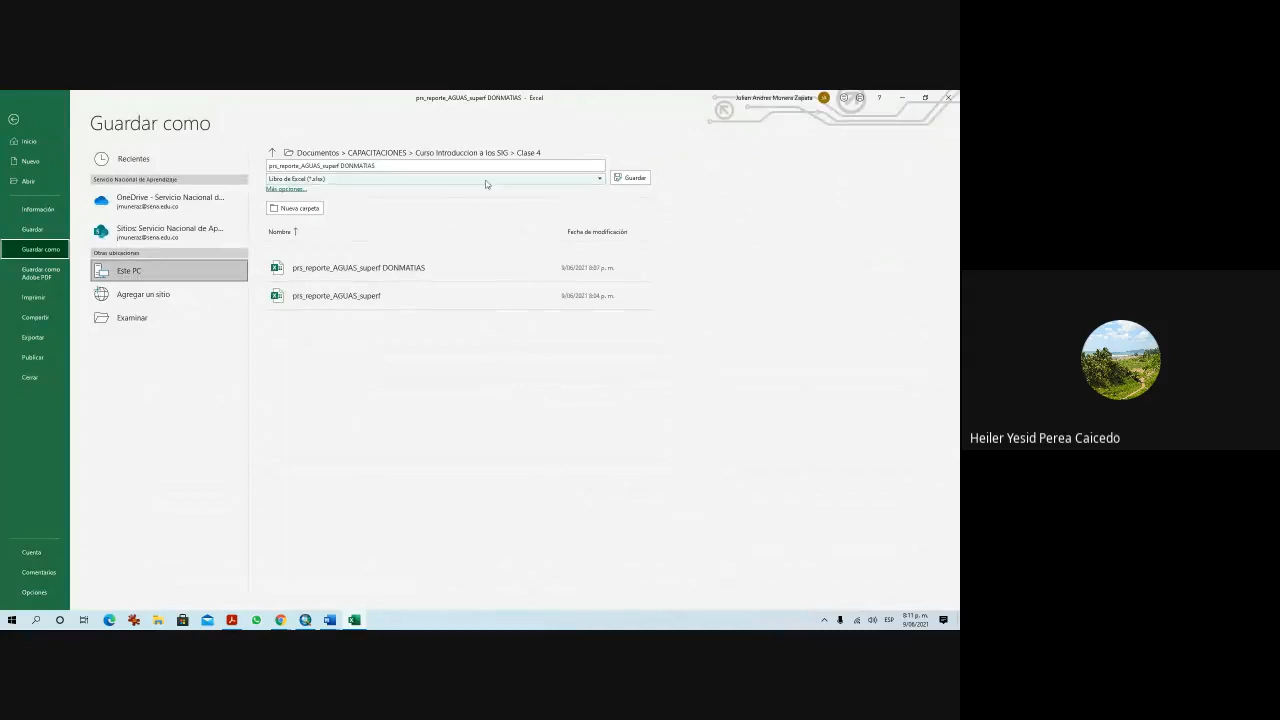 prs_reporte_AGUAS_superf DONMATIAS - Excel
Julian Andres Munera Zapata
JA
?
Guardar como
Inicio
Nuevo
Abrir
Información
Guardar
Guardar como
Guardar como
Adobe PDF
Imprimir
Compartir
Exportar
Publicar
Cerrar
Cuenta
Comentarios
Opciones
Recientes
Servicio Nacional de Aprendizaje
OneDrive - Servicio Nacional d...
jmuneraz@sena.edu.co
Sitios: Servicio Nacional de Ap...
jmuneraz@sena.edu.co
Otras ubicaciones
Este PC
Agregar un sitio
Examinar
Documentos > CAPACITACIONES > Curso Introduccion a los SIG > Clase 4
prs_reporte_AGUAS_superf DONMATIAS
Libro de Excel (*.xlsx)
Guardar
Más opciones...
Nueva carpeta
Nombre
Fecha de modificación
prs_reporte_AGUAS_superf DONMATIAS
9/06/2021 8:07 p. m.
prs_reporte_AGUAS_superf
9/06/2021 8:04 p. m.
Heiler Yesid Perea Caicedo
ESP
8:11 p. m.
9/06/2021